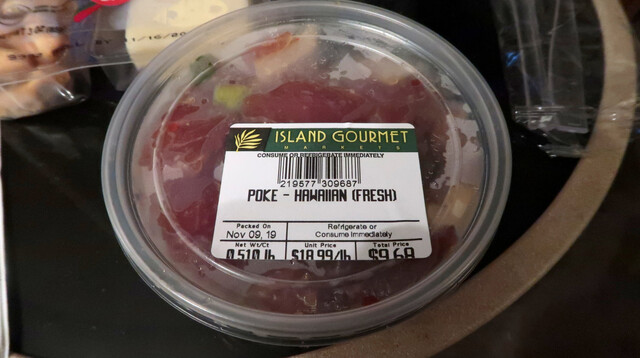 ISLAND GOURMET
MARKETS
CONSUME OR REFRIGERATE IMMEDIATELY
219577 309687
POKE - HAWAIIAN (FRESH)
Packed On
Nov 09, 19
Refrigerate or
Consume Immediately
Net Wt/Ct
0.510 lb
Unit Price
$18.99/lb
Total Price
$9.68